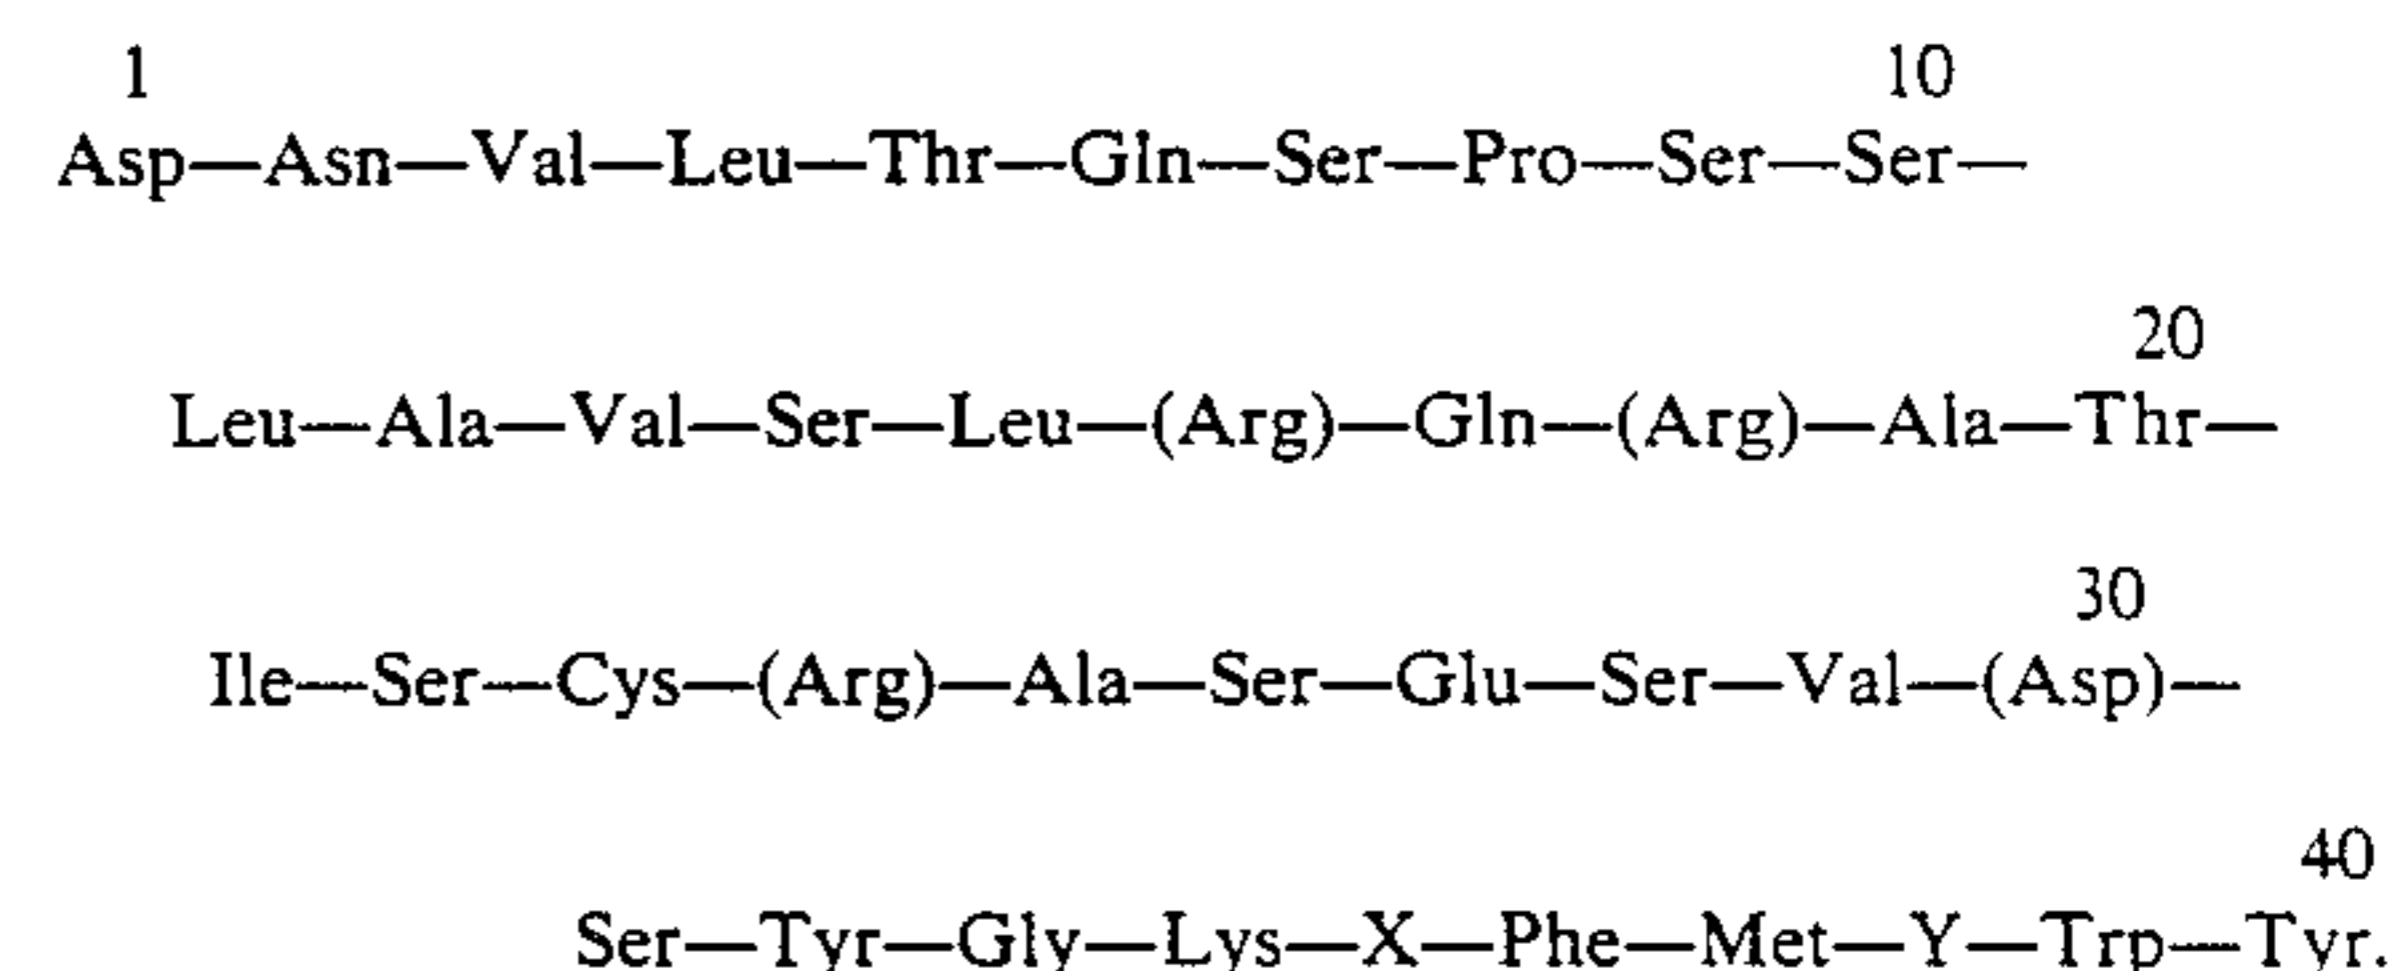 1 10
Asp—Asn—Val—Leu—Thr—Gln—Ser—Pro—Ser—Ser—
20
Leu—Ala—Val—Ser—Leu—(Arg)—Gln—(Arg)—Ala—Thr—
30
Ile—Ser—Cys—(Arg)—Ala—Ser—Glu—Ser—Val—(Asp)—
40
Ser—Tyr—Gly—Lys—X—Phe—Met—Y—Trp—Tyr.